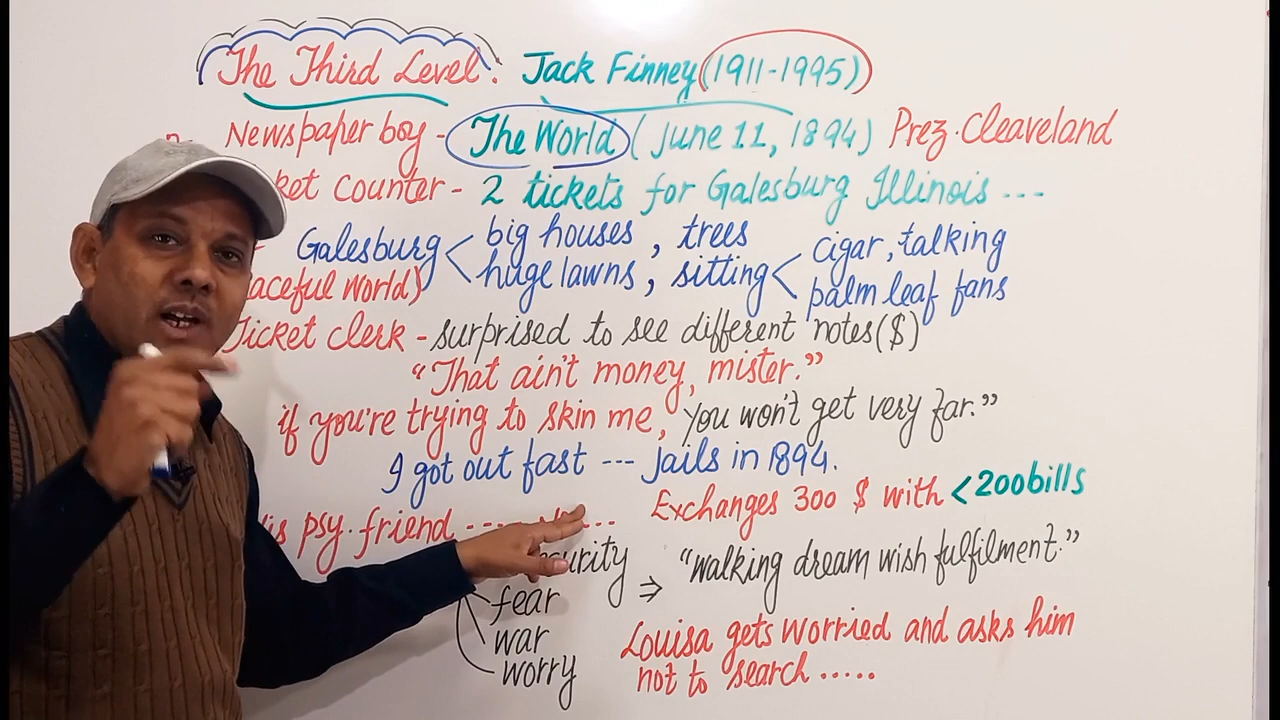 The Third Level. Jack Finney (1911-1995)
Newspaper boy - The World (June 11, 1894) Prez. Cleaveland
ket counter - 2 tickets for Galesburg Illinois ---
Galesburg < big houses, trees
huge lawns, sitting < cigar, talking
palm leaf fans
aceful world)
Ticket clerk - surprised to see different notes ($)
"That ain't money, mister."
if you're trying to skin me, you won't get very far."
I got out fast --- jails in 1894.
Exchanges 300 $ with < 200 bills
is psy. friend
curity ⇒ "walking dream wish fulfilment."
fear
war
worry
Louisa gets worried and asks him
not to search .....